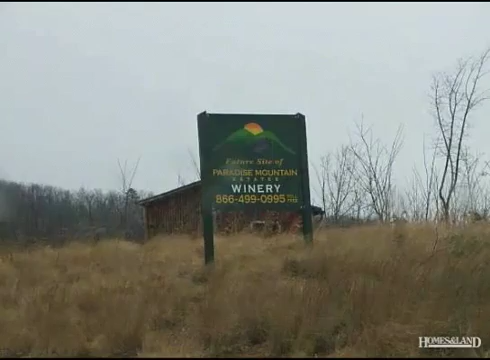 Future Site of
PARADISE MOUNTAIN
ESTATES
WINERY
866-499-0995
HOMES&LAND